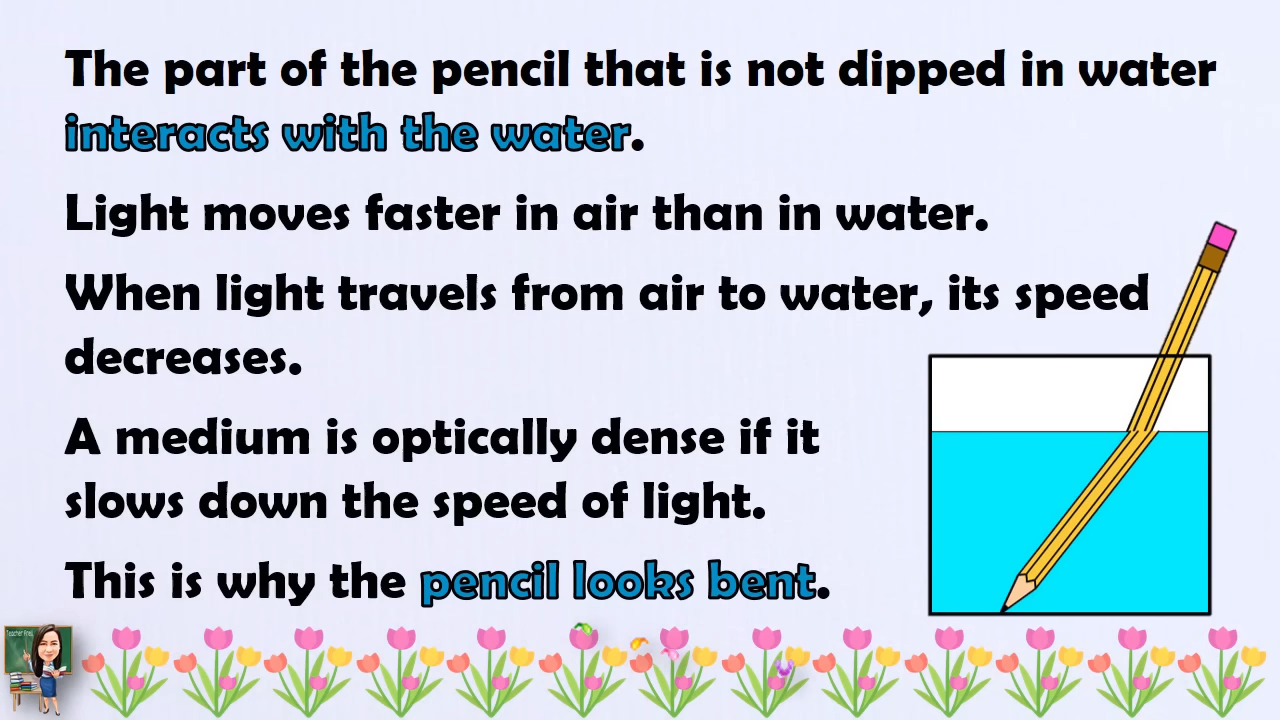 The part of the pencil that is not dipped in water
interacts with the water.
Light moves faster in air than in water.
When light travels from air to water, its speed
decreases.
A medium is optically dense if it
slows down the speed of light.
This is why the pencil looks bent.